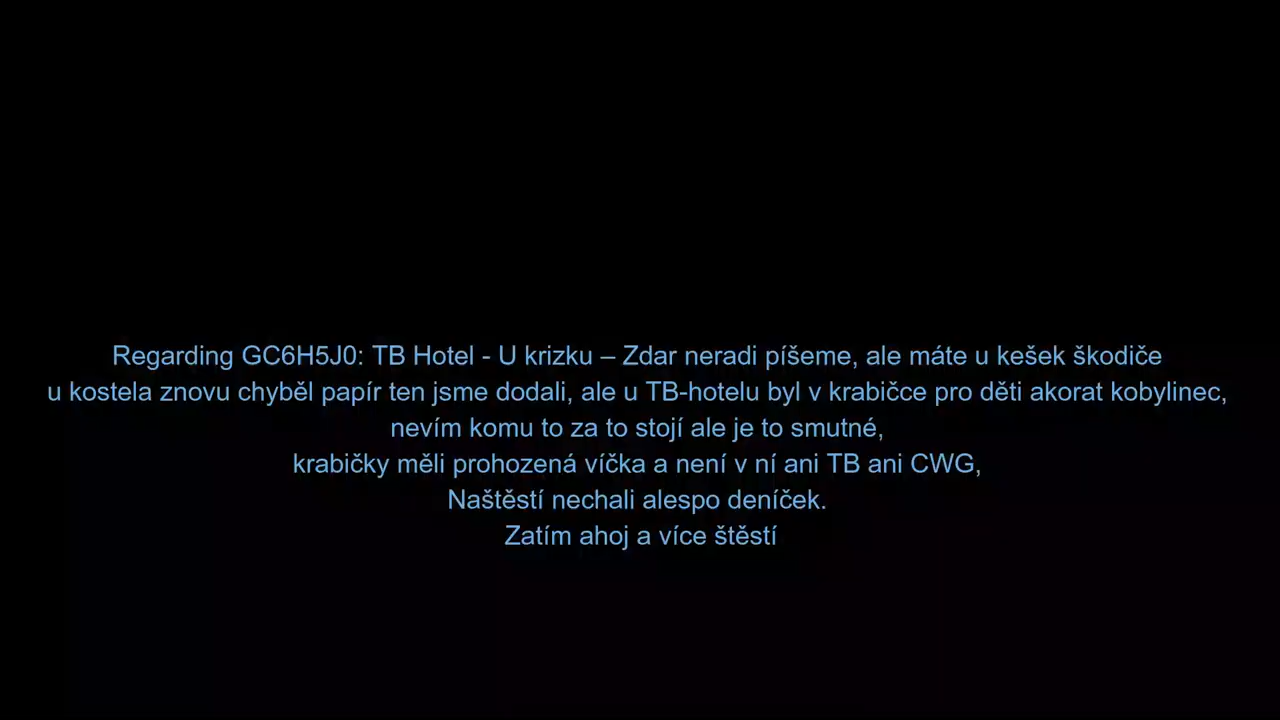 Regarding GC6H5J0: TB Hotel - U krizku – Zdar neradi píšeme, ale máte u kešek škodiče
u kostela znovu chyběl papír ten jsme dodali, ale u TB-hotelu byl v krabičce pro děti akorat kobylinec,
nevím komu to za to stojí ale je to smutné,
krabičky měli prohozená víčka a není v ní ani TB ani CWG,
Naštěstí nechali alespo deníček.
Zatím ahoj a více štěstí